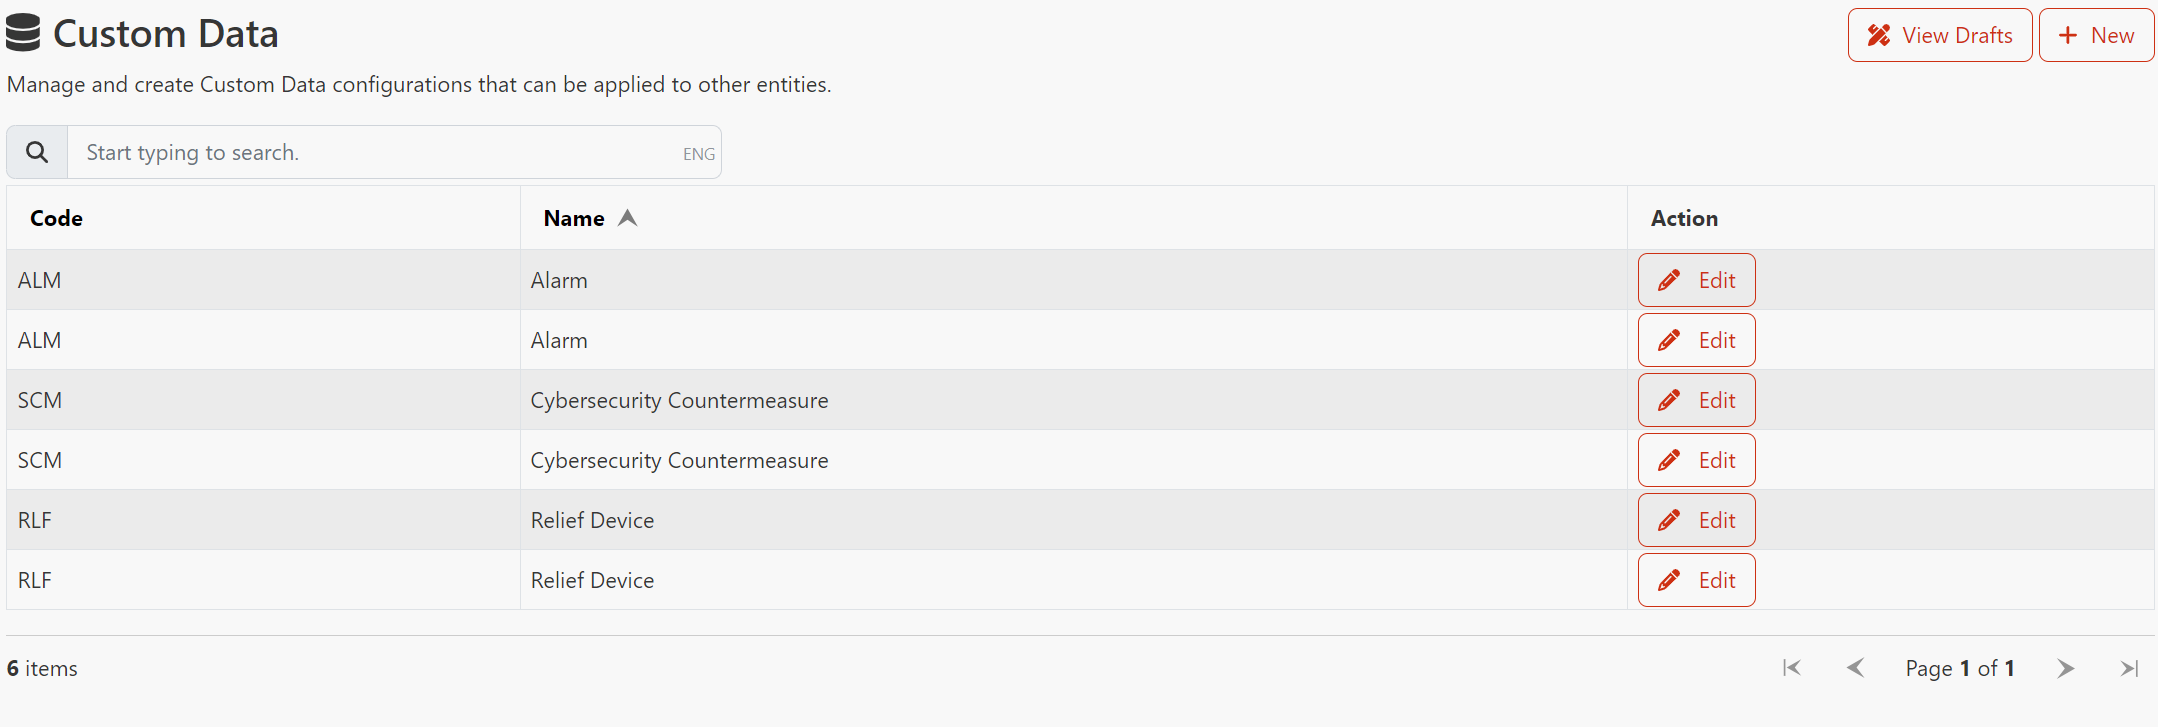 Custom Data
View Drafts
New
Manage and create Custom Data configurations that can be applied to other entities.
Start typing to search. ENG
Code Name Action
ALM Alarm Edit
ALM Alarm Edit
SCM Cybersecurity Countermeasure Edit
SCM Cybersecurity Countermeasure Edit
RLF Relief Device Edit
RLF Relief Device Edit
6 items
Page 1 of 1